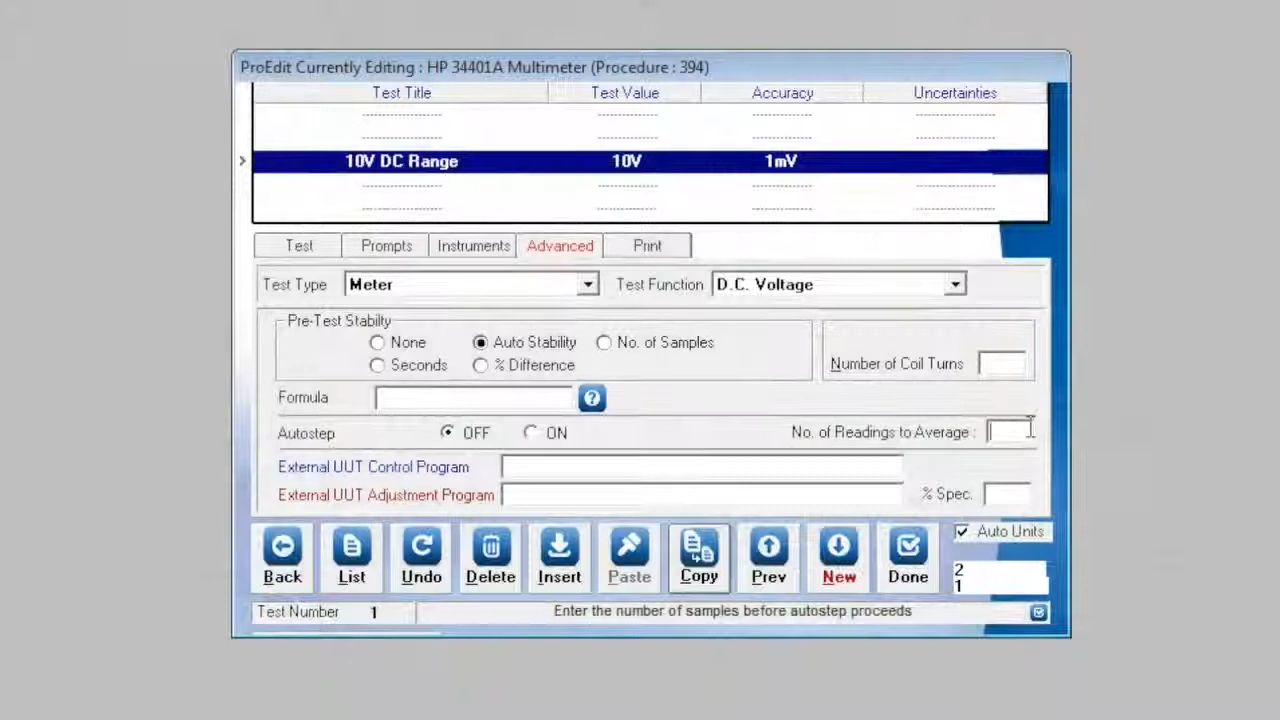 ProEdit Currently Editing : HP 34401A Multimeter (Procedure : 394)
Test Title Test Value Accuracy Uncertainties
10V DC Range 10V 1mV
Test Prompts Instruments Advanced Print
Test Type Meter Test Function D.C. Voltage
Pre-Test Stabilty
None Auto Stability No. of Samples
Seconds % Difference
Number of Coil Turns
Formula
Autostep OFF ON No. of Readings to Average :
External UUT Control Program
External UUT Adjustment Program % Spec.
Auto Units
Back List Undo Delete Insert Paste Copy Prev New Done
2
1
Test Number 1 Enter the number of samples before autostep proceeds